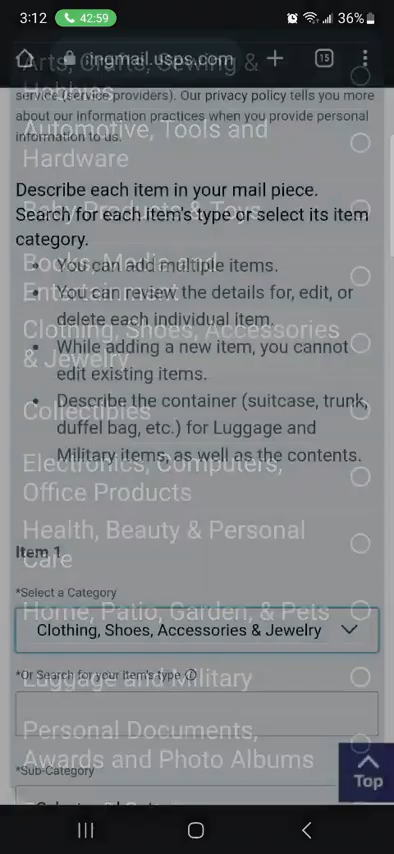 3:12
42:59
36%
ingmail.usps.com
15
Arts, Crafts, Sewing &
Hobbies
service (service providers). Our privacy policy tells you more
about our information practices when you provide personal
information to us.
Automotive, Tools and
Hardware
Describe each item in your mail piece.
Search for each item's type or select its item
category.
Baby Products & Toys
Books, Media and
Entertainment
• You can add multiple items.
• You can review the details for, edit, or
delete each individual item.
Clothing, Shoes, Accessories
& Jewelry
• While adding a new item, you cannot
edit existing items.
Collectibles
• Describe the container (suitcase, trunk,
duffel bag, etc.) for Luggage and
Military items, as well as the contents.
Electronics, Computers,
Office Products
Health, Beauty & Personal
Care
Item 1
*Select a Category
Home, Patio, Garden, & Pets
Clothing, Shoes, Accessories & Jewelry
*Or Search for your item's type
Luggage and Military
Personal Documents,
Awards and Photo Albums
*Sub-Category
Top